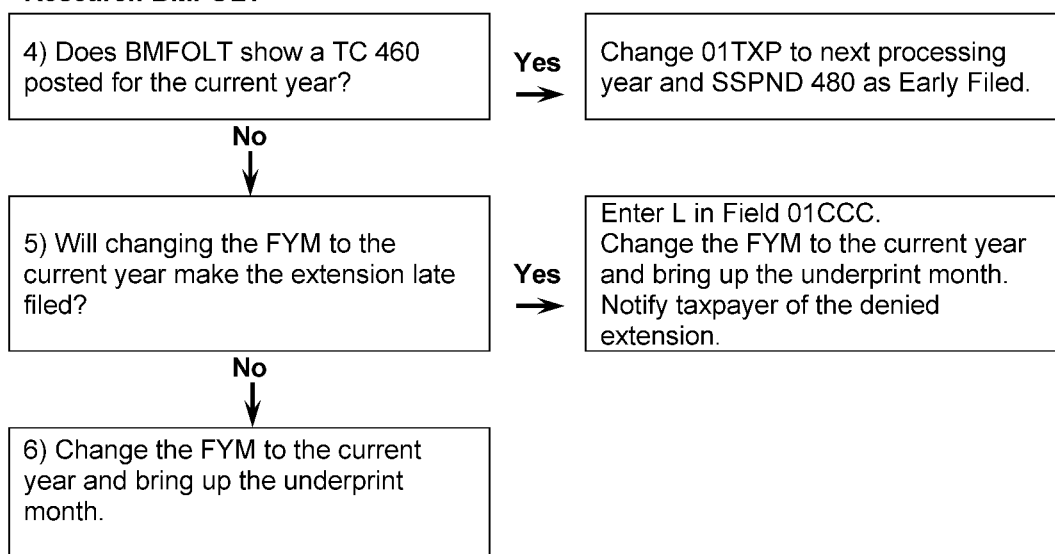 4) Does BMFOLT show a TC 460
posted for the current year?
Yes
Change 01TXP to next processing
year and SSPND 480 as Early Filed.
No
5) Will changing the FYM to the
current year make the extension late
filed?
Yes
Enter L in Field 01CCC.
Change the FYM to the current year
and bring up the underprint month.
Notify taxpayer of the denied
extension.
No
6) Change the FYM to the current
year and bring up the underprint
month.